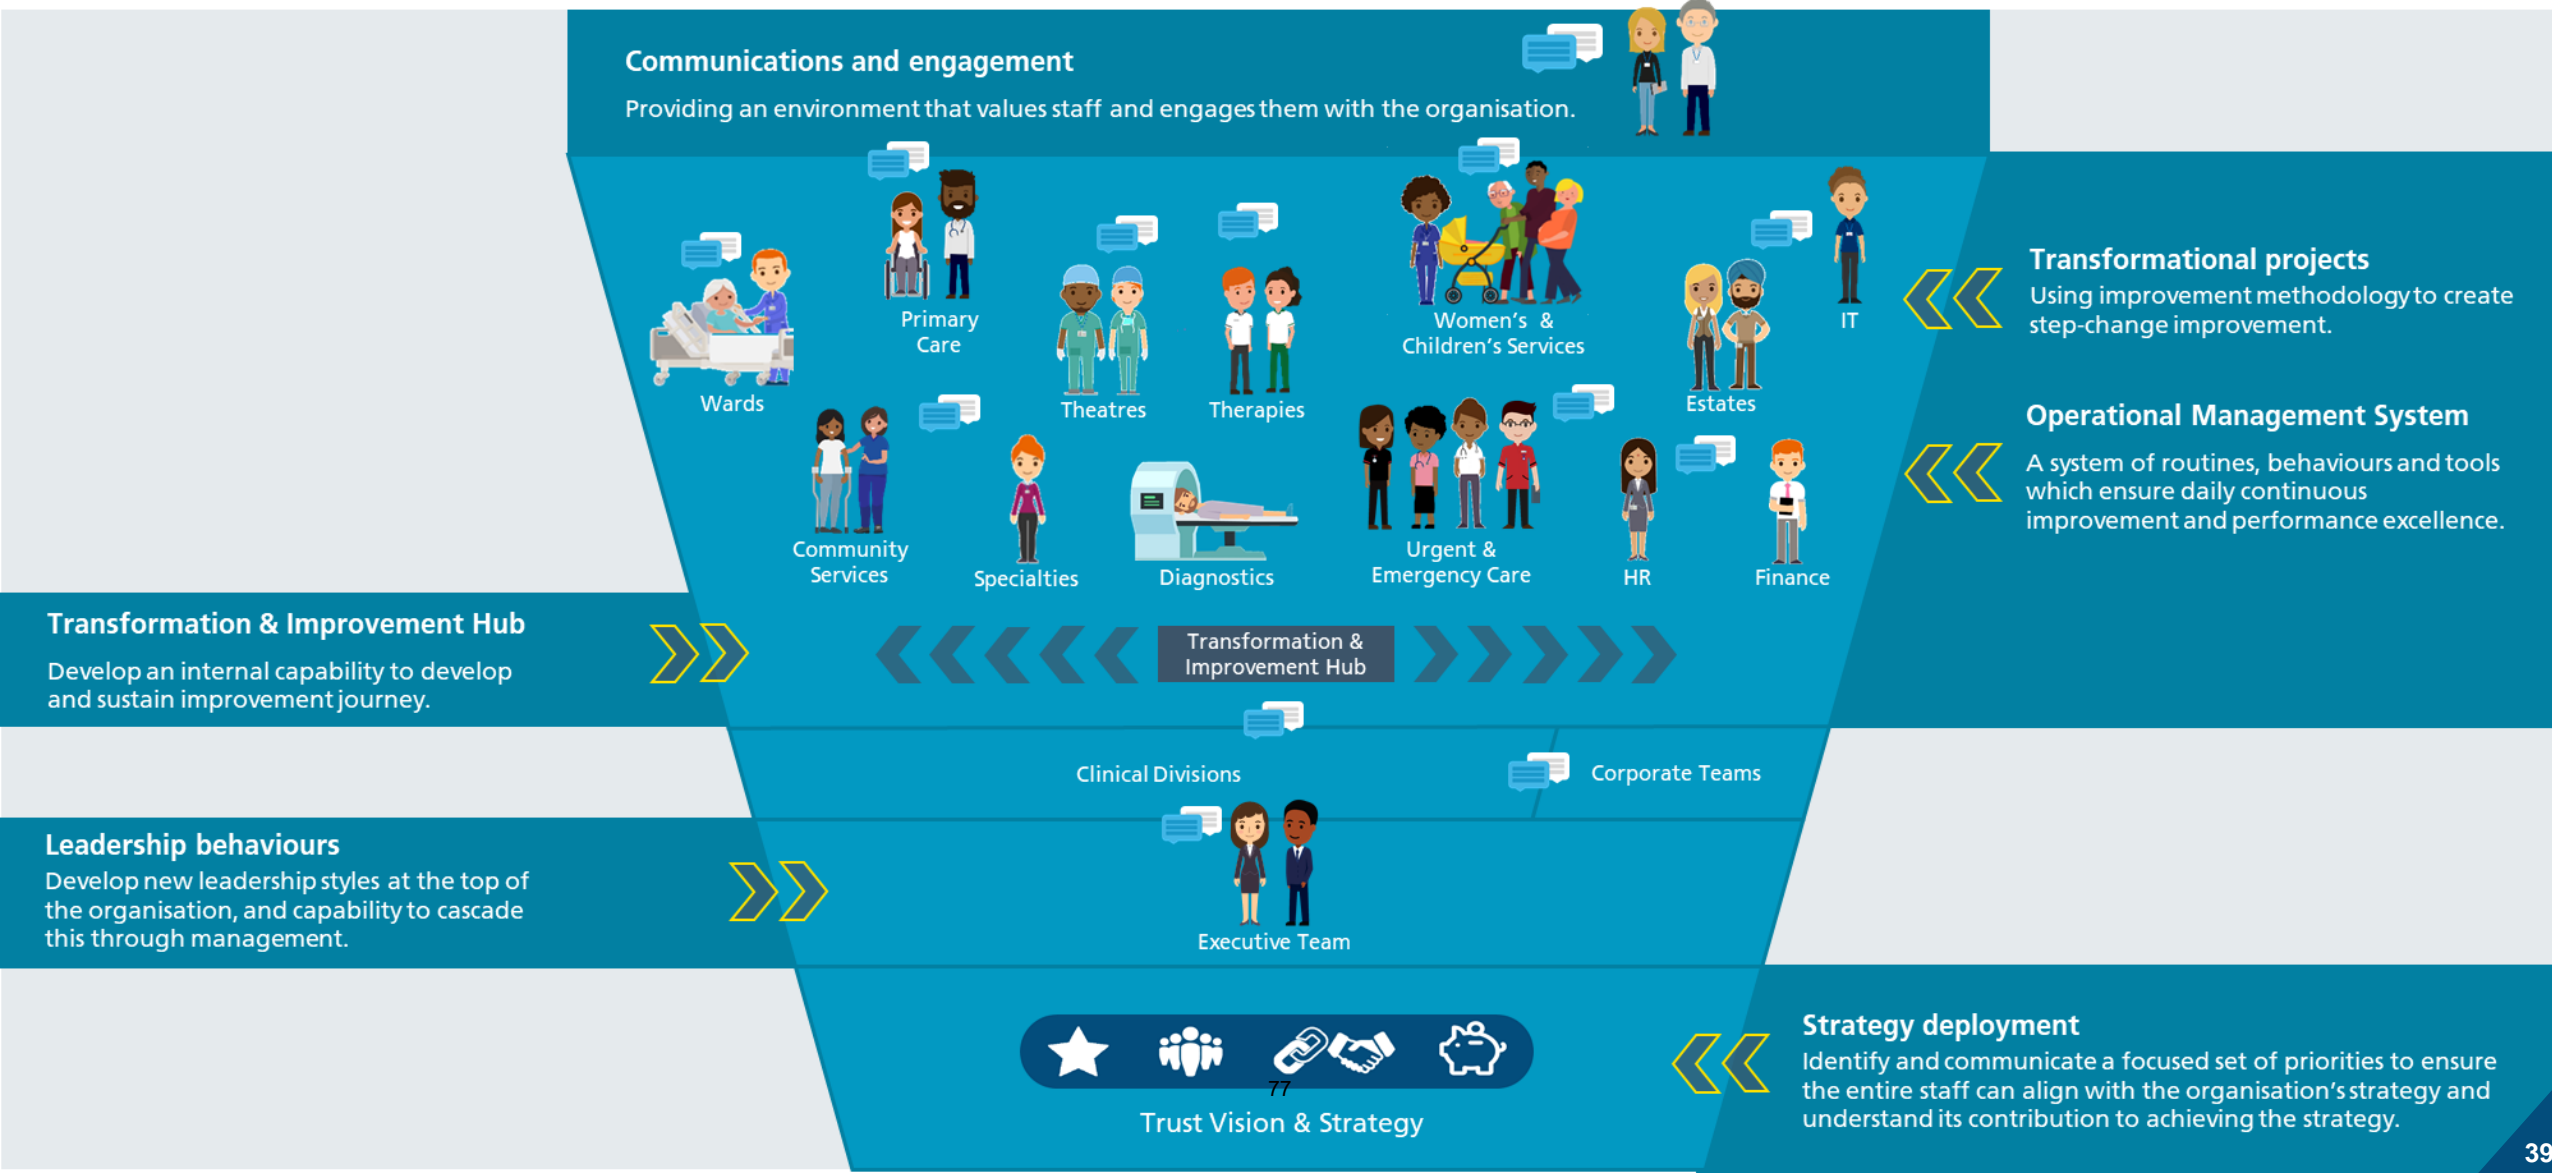 Communications and engagement
Providing an environment that values staff and engages them with the organisation.
Wards
Primary
Care
Theatres
Therapies
Women's &
Children's Services
Estates
IT
Community
Services
Specialties
Diagnostics
Urgent &
Emergency Care
HR
Finance
Transformational projects
Using improvement methodology to create
step-change improvement.
Operational Management System
A system of routines, behaviours and tools
which ensure daily continuous
improvement and performance excellence.
Transformation & Improvement Hub
Develop an internal capability to develop
and sustain improvement journey.
Transformation &
Improvement Hub
Clinical Divisions
Corporate Teams
Leadership behaviours
Develop new leadership styles at the top of
the organisation, and capability to cascade
this through management.
Executive Team
77
Trust Vision & Strategy
Strategy deployment
Identify and communicate a focused set of priorities to ensure
the entire staff can align with the organisation's strategy and
understand its contribution to achieving the strategy.
39